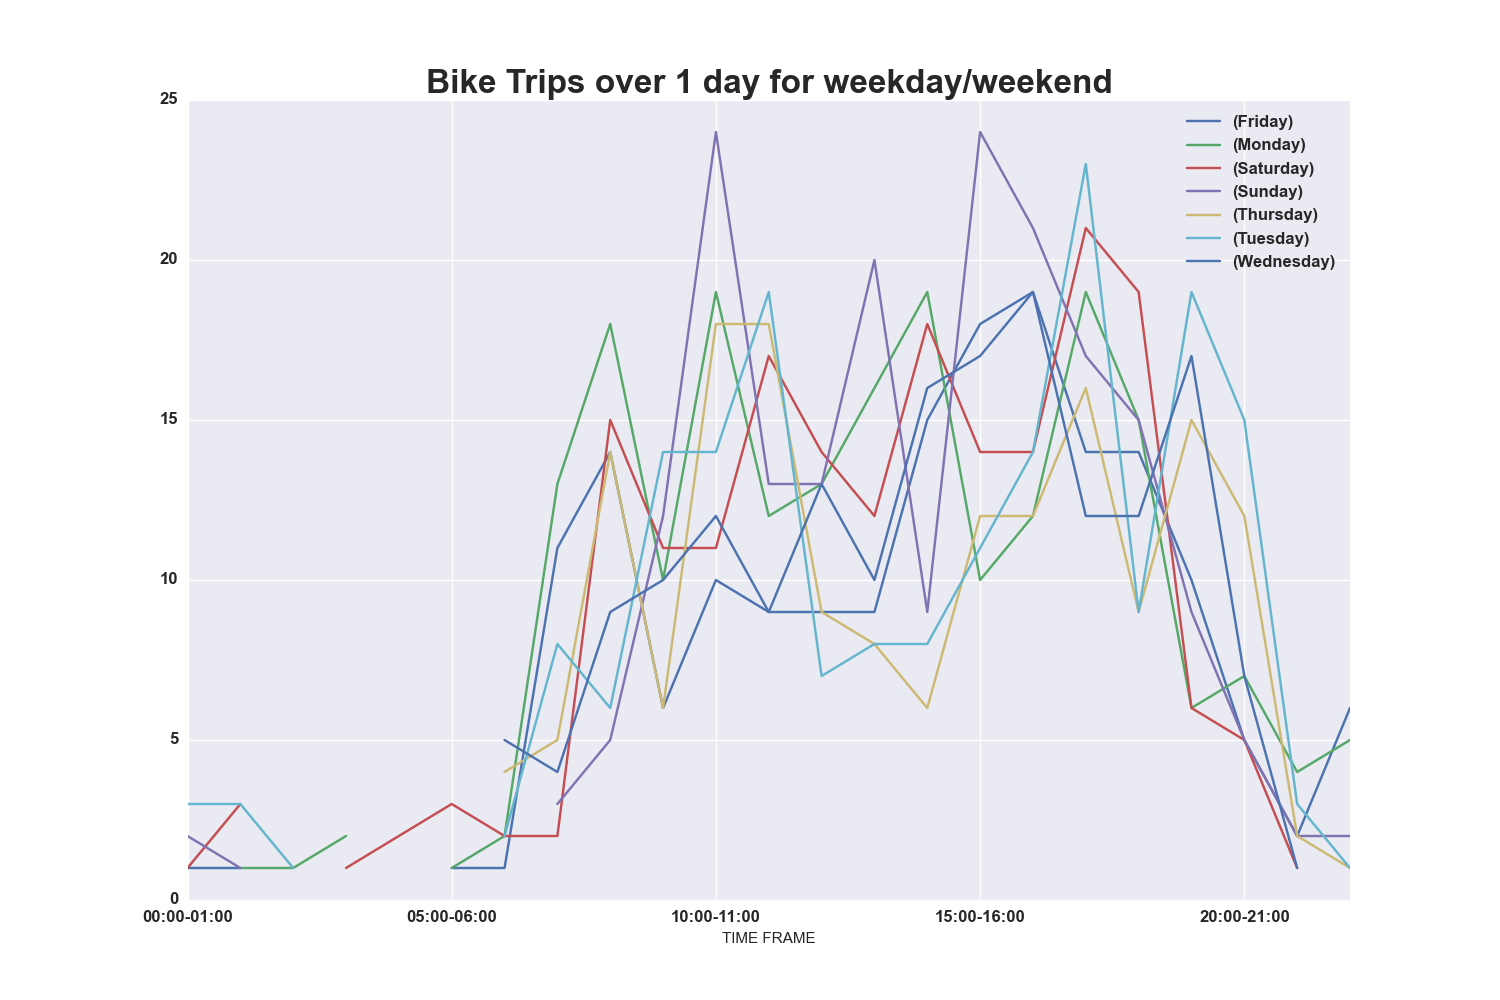 Bike Trips over 1 day for weekday/weekend
25
20
15
10
5
0
(Friday)
(Monday)
(Saturday)
(Sunday)
(Thursday)
(Tuesday)
(Wednesday)
00:00-01:00 05:00-06:00 10:00-11:00 15:00-16:00 20:00-21:00
TIME FRAME